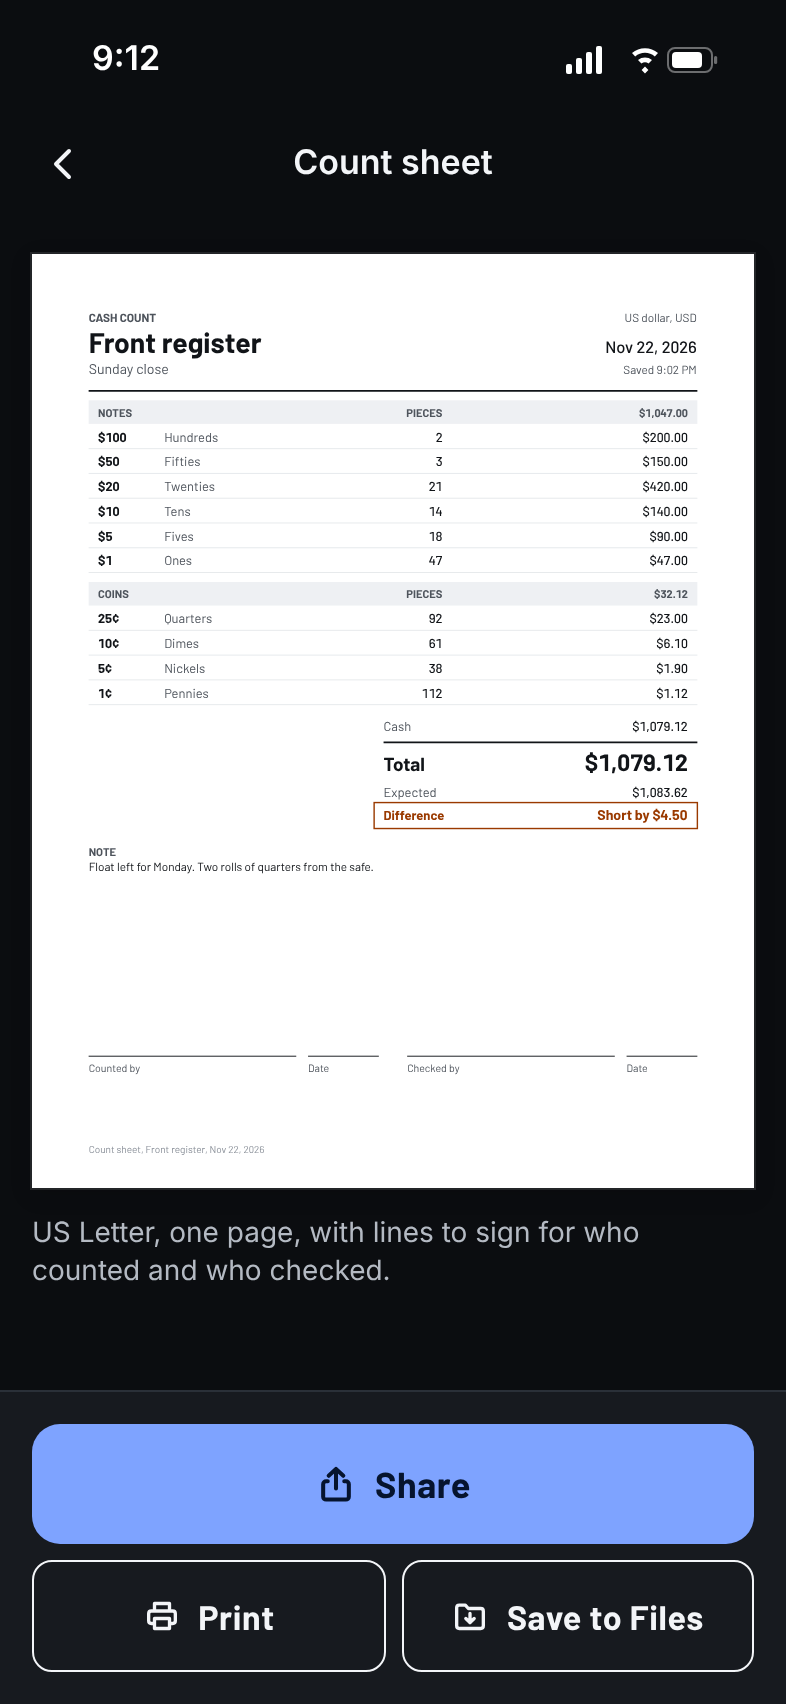 9:12
Count sheet
CASH COUNT
US dollar, USD
Front register
Nov 22, 2026
Sunday close
Saved 9:02 PM
NOTES PIECES $1,047.00
$100 Hundreds 2 $200.00
$50 Fifties 3 $150.00
$20 Twenties 21 $420.00
$10 Tens 14 $140.00
$5 Fives 18 $90.00
$1 Ones 47 $47.00
COINS PIECES $32.12
25¢ Quarters 92 $23.00
10¢ Dimes 61 $6.10
5¢ Nickels 38 $1.90
1¢ Pennies 112 $1.12
Cash $1,079.12
Total $1,079.12
Expected $1,083.62
Difference Short by $4.50
NOTE
Float left for Monday. Two rolls of quarters from the safe.
Counted by Date Checked by Date
Count sheet, Front register, Nov 22, 2026
US Letter, one page, with lines to sign for who
counted and who checked.
Share
Print Save to Files